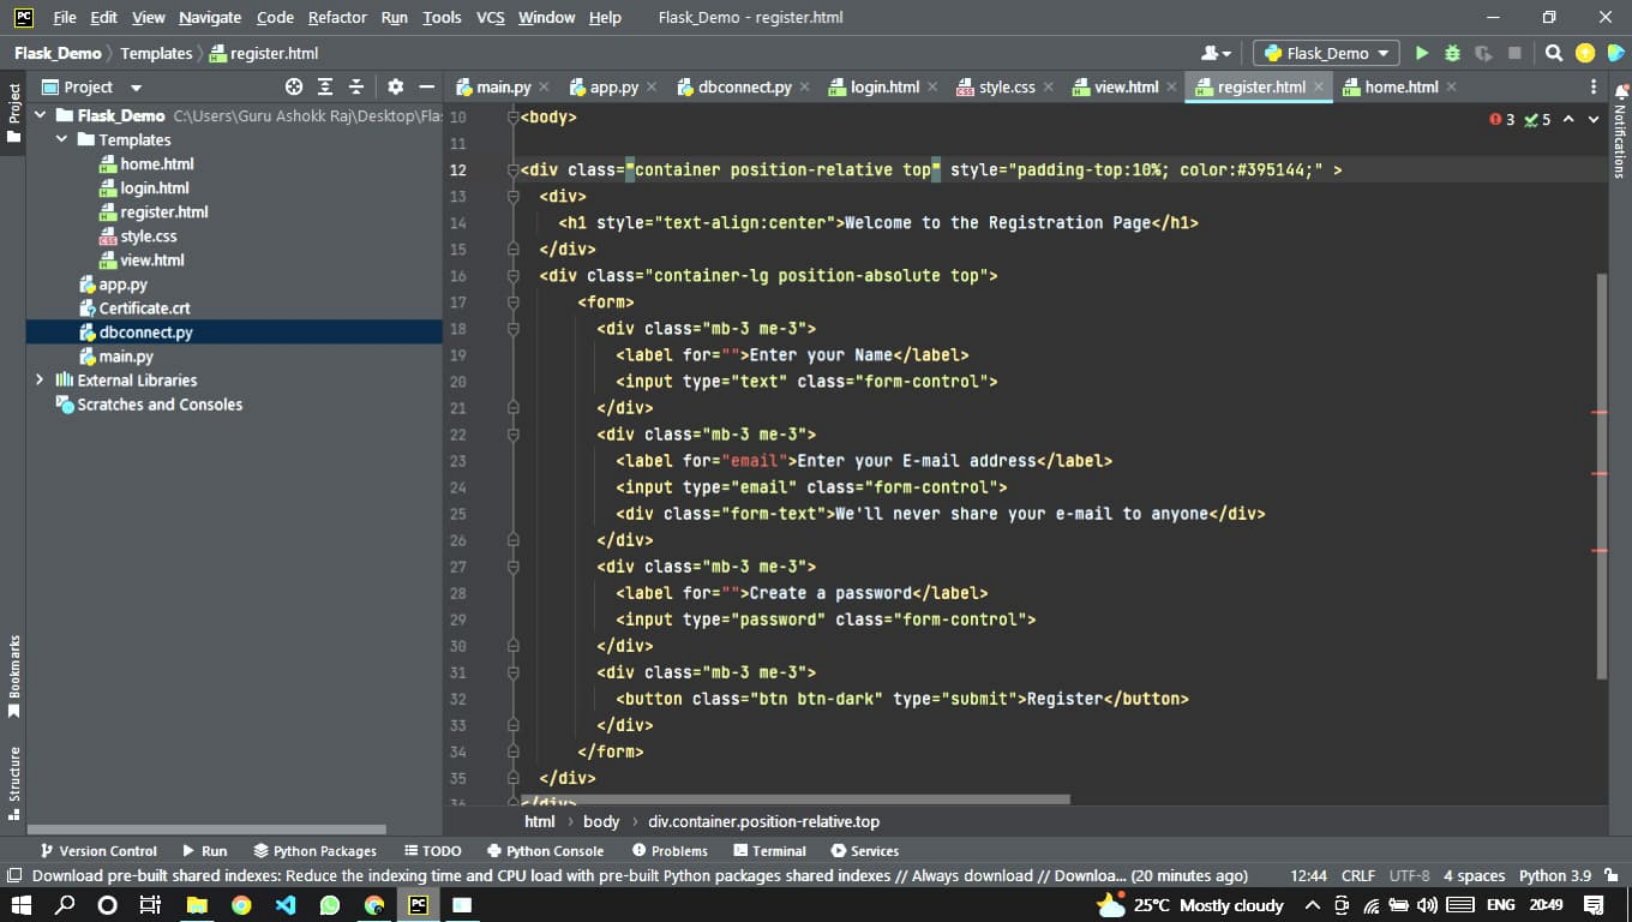 PC File Edit View Navigate Code Refactor Run Tools VCS Window Help Flask_Demo - register.html
Flask_Demo Templates register.html Flask_Demo
Project main.py app.py dbconnect.py login.html style.css view.html register.html home.html
Project
Notifications
Flask_Demo C:\Users\Guru Ashokk Raj\Desktop\Fla
Templates
home.html
login.html
register.html
style.css
view.html
app.py
Certificate.crt
dbconnect.py
main.py
External Libraries
Scratches and Consoles
Bookmarks
Structure
3 5
10 <body>
11
12 <div class="container position-relative top" style="padding-top:10%; color:#395144;" >
13 <div>
14 <h1 style="text-align:center">Welcome to the Registration Page</h1>
15 </div>
16 <div class="container-lg position-absolute top">
17 <form>
18 <div class="mb-3 me-3">
19 <label for="">Enter your Name</label>
20 <input type="text" class="form-control">
21 </div>
22 <div class="mb-3 me-3">
23 <label for="email">Enter your E-mail address</label>
24 <input type="email" class="form-control">
25 <div class="form-text">We'll never share your e-mail to anyone</div>
26 </div>
27 <div class="mb-3 me-3">
28 <label for="">Create a password</label>
29 <input type="password" class="form-control">
30 </div>
31 <div class="mb-3 me-3">
32 <button class="btn btn-dark" type="submit">Register</button>
33 </div>
34 </form>
35 </div>
36 </div>
html body div.container.position-relative.top
Version Control Run Python Packages TODO Python Console Problems Terminal Services
Download pre-built shared indexes: Reduce the indexing time and CPU load with pre-built Python packages shared indexes // Always download // Downloa... (20 minutes ago) 12:44 CRLF UTF-8 4 spaces Python 3.9
PC 25°C Mostly cloudy ENG 20:49